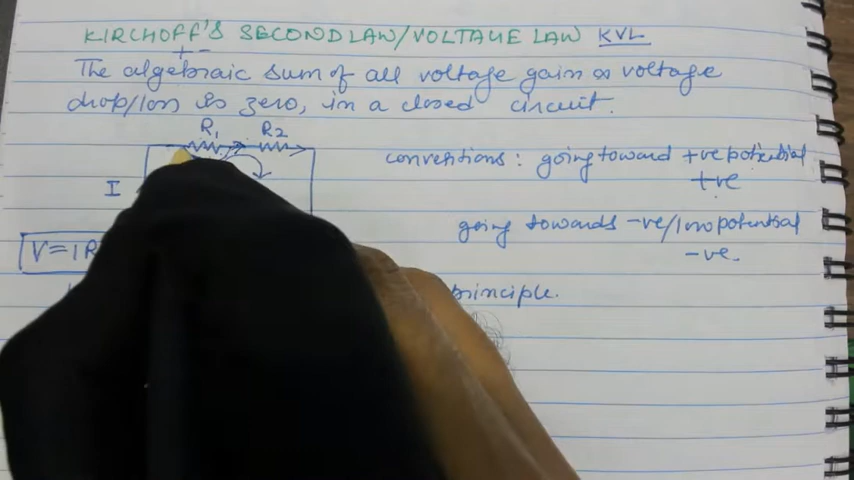 KIRCHOFF'S SECOND LAW/VOLTAGE LAW KVL
+ -
The algebraic sum of all voltage gain or voltage
drop/loss is zero, in a closed circuit.
R1 R2
conventions: going toward +ve potential
+ve
I
going towards -ve/low potential
V=IR
-ve.
principle.